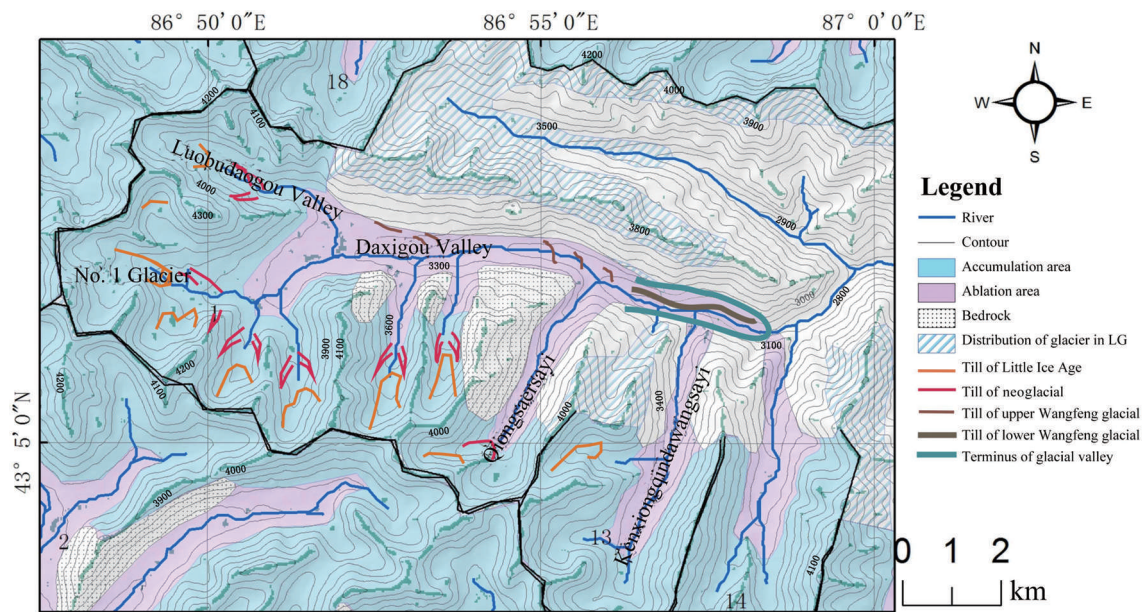 86° 50′ 0″E
86° 55′ 0″E
87° 0′ 0″E
43° 5′ 0″N
N
W
E
S
4200
4100
18
4200
4000
3900
3500
Luobudaogou Valley
4000
4300
2900
3800
Daxigou Valley
3300
No. 1 Glacier
3000
2800
1
3600
3100
3900
4100
4200
4100
4200
3400
4000
4000
Qiongsaersayi
Kenxiongqindawangsayi
4000
3900
2
13
14
4100
Legend
River
Contour
Accumulation area
Ablation area
Bedrock
Distribution of glacier in LG
Till of Little Ice Age
Till of neoglacial
Till of upper Wangfeng glacial
Till of lower Wangfeng glacial
Terminus of glacial valley
0 1 2
km